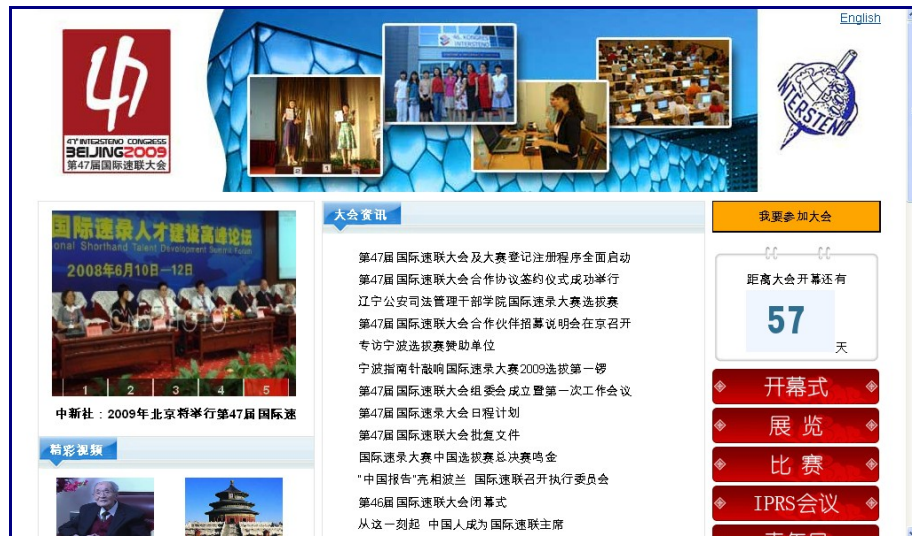 English
41' INTERSTENO CONGRESS
BEIJING2009
第47届国际速联大会
INTERSTENO
46. KONGRES
INTERSTENO
国际速录人才建设高峰论坛
onal Shorthand Talent Development Summit Forum
2008年6月10日—12日
CNS PHOTO
1 2 3 4 5
中新社：2009年北京将举行第47届国际速
精彩视频
大会资讯
第47届国际速联大会及大赛登记注册程序全面启动
第47届国际速联大会合作协议签约仪式成功举行
辽宁公安司法管理干部学院国际速录大赛选拔赛
第47届国际速联大会合作伙伴招募说明会在京召开
专访宁波选拔赛赞助单位
宁波指南针敲响国际速录大赛2009选拔第一锣
第47届国际速联大会组委会成立暨第一次工作会议
第47届国际速录大会日程计划
第47届国际速联大会批复文件
国际速录大赛中国选拔赛总决赛鸣金
"中国报告"亮相波兰 国际速联召开执行委员会
第46届国际速联大会闭幕式
从这一刻起 中国人成为国际速联主席
我要参加大会
距离大会开幕还有
57
天
开幕式
展 览
比 赛
IPRS会议